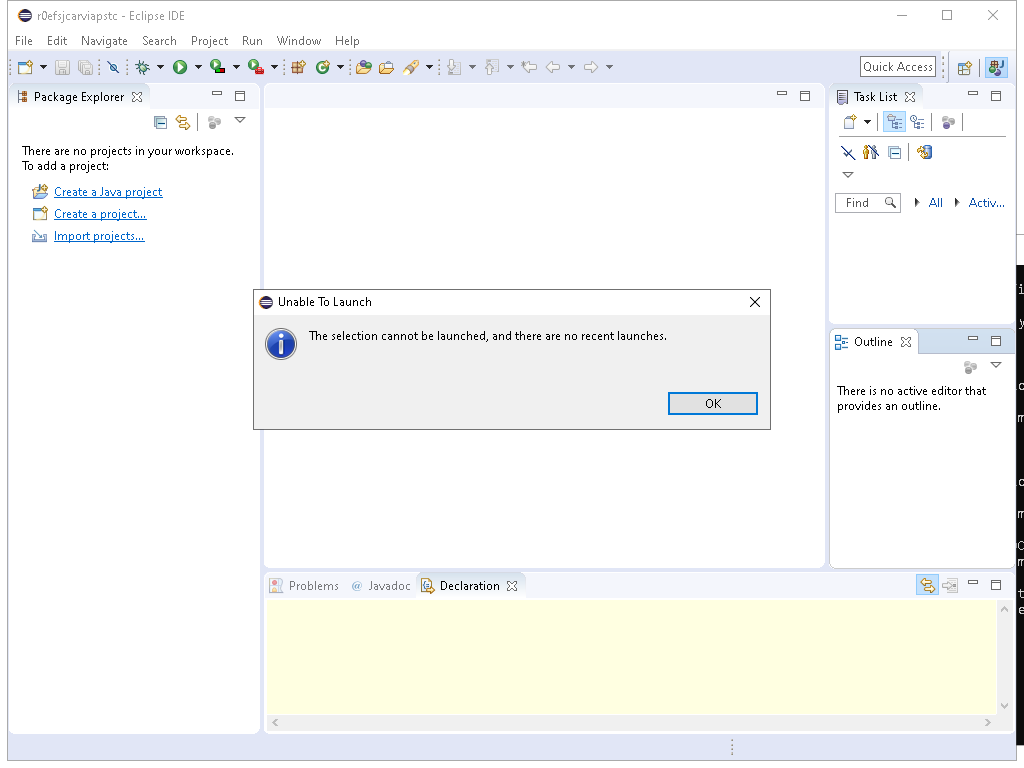 r0efsjcarviapstc - Eclipse IDE
File Edit Navigate Search Project Run Window Help
Quick Access
Package Explorer
Task List
There are no projects in your workspace.
To add a project:
Create a Java project
Create a project...
Import projects...
Find
All
Activ...
Unable To Launch
The selection cannot be launched, and there are no recent launches.
OK
Outline
There is no active editor that
provides an outline.
Problems
@ Javadoc
Declaration